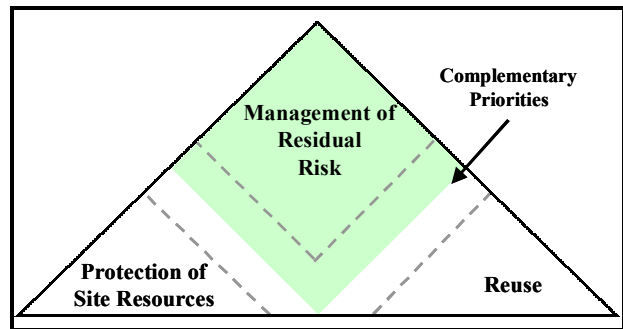 Complementary
Priorities
Management of
Residual
Risk
Protection of
Site Resources
Reuse